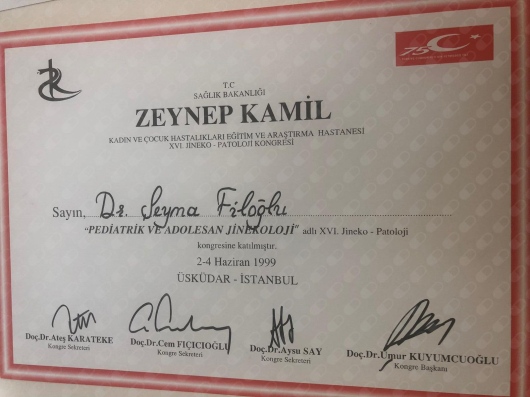 75
T.C
SAĞLIK BAKANLIĞI
ZEYNEP KAMİL
KADIN VE ÇOCUK HASTALIKLARI EĞİTİM VE ARAŞTIRMA HASTANESİ
XVI. JİNEKO - PATOLOJİ KONGRESİ
Sayın, Dr. Şeyma Filoğlu
"PEDİATRİK VE ADOLESAN JİNEKOLOJİ" adlı XVI. Jineko - Patoloji
kongresine katılmıştır.
2-4 Haziran 1999
ÜSKÜDAR - İSTANBUL
Doç.Dr.Ateş KARATEKE
Kongre Sekreteri
Doç.Dr.Cem FIÇICIOĞLU
Kongre Sekreteri
Doç.Dr.Aysu SAY
Kongre Sekreteri
Doç.Dr.Umur KUYUMCUOĞLU
Kongre Başkanı